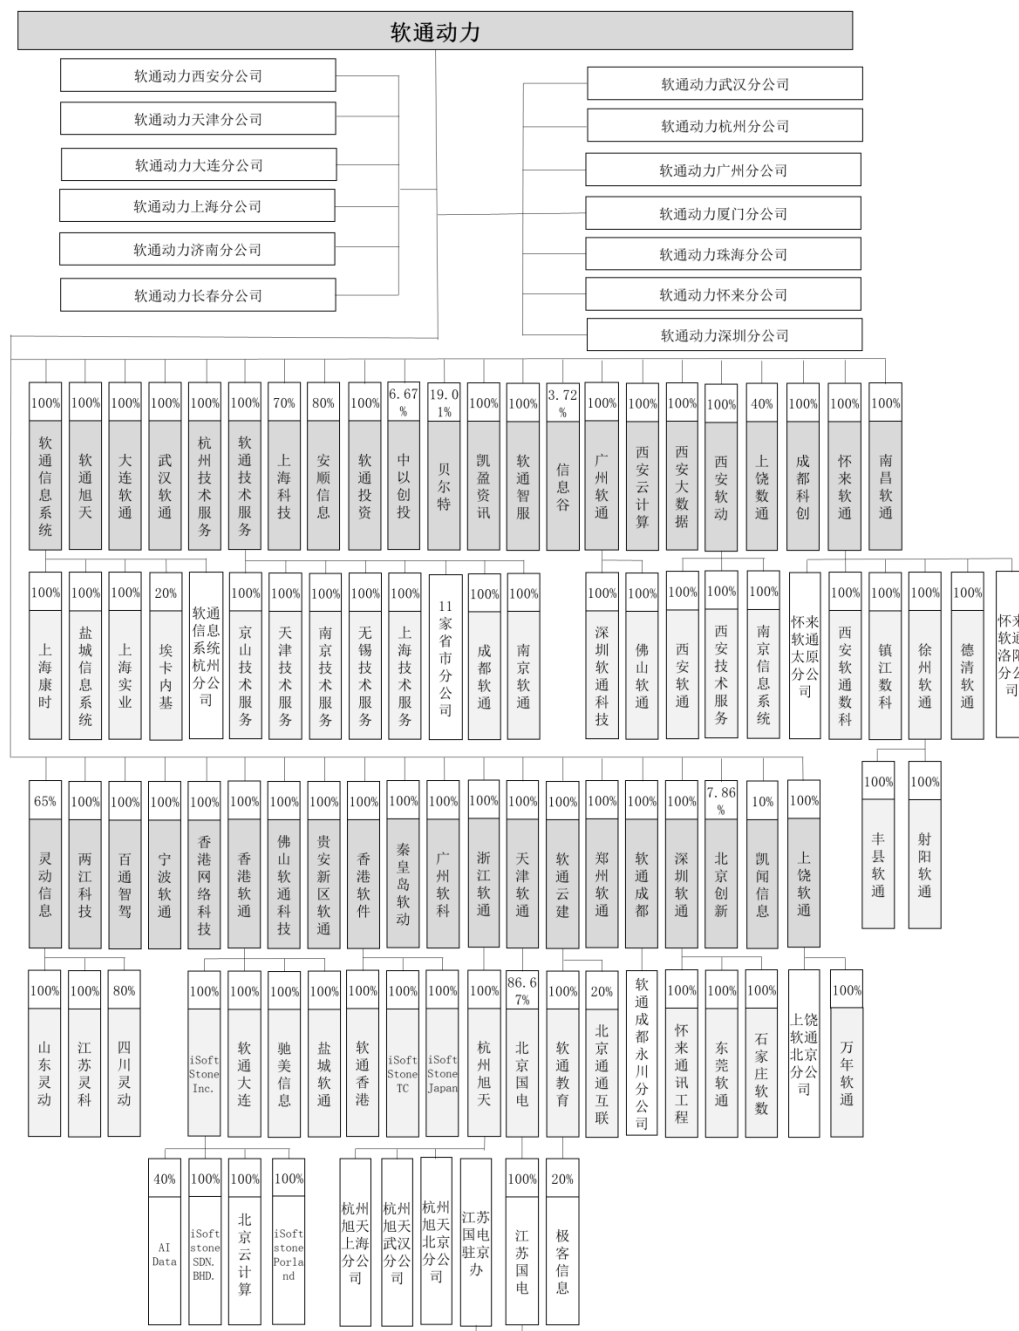 软通动力
软通动力西安分公司
软通动力天津分公司
软通动力大连分公司
软通动力上海分公司
软通动力济南分公司
软通动力长春分公司
软通动力武汉分公司
软通动力杭州分公司
软通动力广州分公司
软通动力厦门分公司
软通动力珠海分公司
软通动力怀来分公司
软通动力深圳分公司
100% 软通信息系统
100% 软通旭天
100% 大连软通
100% 武汉软通
100% 杭州技术服务
100% 软通技术服务
70% 上海科技
80% 安顺信息
100% 软通投资
6.67% 中以创投
19.01% 贝尔特
100% 凯盈资讯
100% 软通智服
3.72% 信息谷
100% 广州软通
100% 西安云计算
100% 西安大数据
100% 西安软动
40% 上饶数通
100% 成都科创
100% 怀来软通
100% 南昌软通
100% 上海康时
100% 盐城信息系统
100% 上海实业
20% 埃卡内基
软通信息系统杭州分公司
100% 京山技术服务
100% 天津技术服务
100% 南京技术服务
100% 无锡技术服务
100% 上海技术服务
11家省市分公司
100% 成都软通
100% 南京软通
100% 深圳软通科技
100% 佛山软通
100% 西安软通
100% 西安技术服务
100% 南京信息系统
怀来软通太原分公司
100% 西安软通数科
100% 镇江数科
100% 徐州软通
100% 德清软通
怀来软通洛阳分公司
100% 丰县软通
100% 射阳软通
65% 灵动信息
100% 两江科技
100% 百通智驾
100% 宁波软通
100% 香港网络科技
100% 香港软通
100% 佛山软通科技
100% 贵安新区软通
100% 香港软件
100% 秦皇岛软动
100% 广州软科
100% 浙江软通
100% 天津软通
100% 软通云建
100% 郑州软通
100% 软通成都
100% 深圳软通
7.86% 北京创新
10% 凯闻信息
100% 上饶软通
100% 山东灵动
100% 江苏灵科
80% 四川灵动
100% iSoftStone Inc.
100% 软通大连
100% 驰美信息
100% 盐城软通
100% 软通香港
100% iSoftStone TC
100% iSoftStone Japan
100% 杭州旭天
86.67% 北京国电
100% 软通教育
20% 北京通通互联
软通成都永川分公司
100% 怀来通讯工程
100% 东莞软通
100% 石家庄软数
上饶软通北京分公司
100% 万年软通
40% AI Data
100% iSoftstone SDN. BHD.
100% 北京云计算
100% iSoftstone Porland
杭州旭天上海分公司
杭州旭天武汉分公司
杭州旭天北京分公司
江苏国电驻京办
100% 江苏国电
20% 极客信息